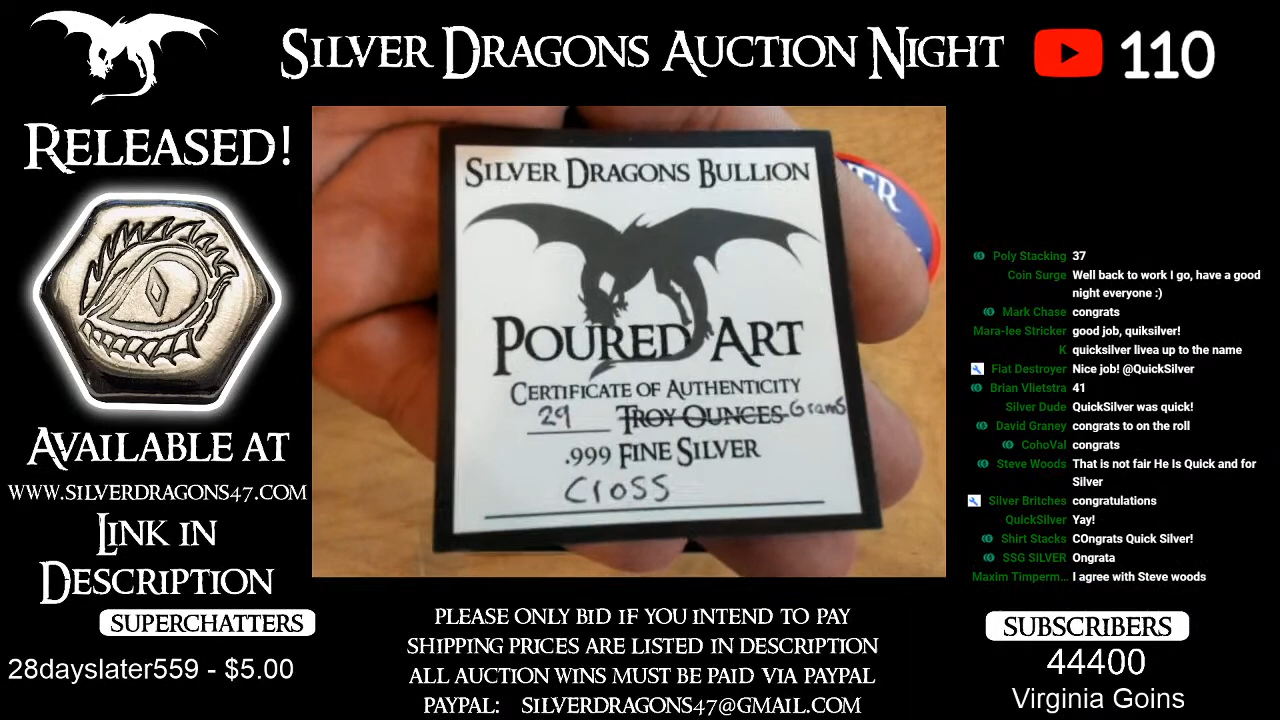 SILVER DRAGONS AUCTION NIGHT
110
RELEASED!
AVAILABLE AT
WWW.SILVERDRAGONS47.COM
LINK IN
DESCRIPTION
SUPERCHATTERS
28dayslater559 - $5.00
SILVER DRAGONS BULLION
POURED ART
CERTIFICATE OF AUTHENTICITY
29 TROY OUNCES Grams
.999 FINE SILVER
Cross
PLEASE ONLY BID IF YOU INTEND TO PAY
SHIPPING PRICES ARE LISTED IN DESCRIPTION
ALL AUCTION WINS MUST BE PAID VIA PAYPAL
PAYPAL: SILVERDRAGONS47@GMAIL.COM
Poly Stacking 37
Coin Surge Well back to work I go, have a good
night everyone :)
Mark Chase congrats
Mara-lee Stricker good job, quiksilver!
K quicksilver livea up to the name
Fiat Destroyer Nice job! @QuickSilver
Brian Vlietstra 41
Silver Dude QuickSilver was quick!
David Graney congrats to on the roll
CohoVal congrats
Steve Woods That is not fair He Is Quick and for
Silver
Silver Britches congratulations
QuickSilver Yay!
Shirt Stacks COngrats Quick Silver!
SSG SILVER Ongrata
Maxim Timperm... I agree with Steve woods
SUBSCRIBERS
44400
Virginia Goins